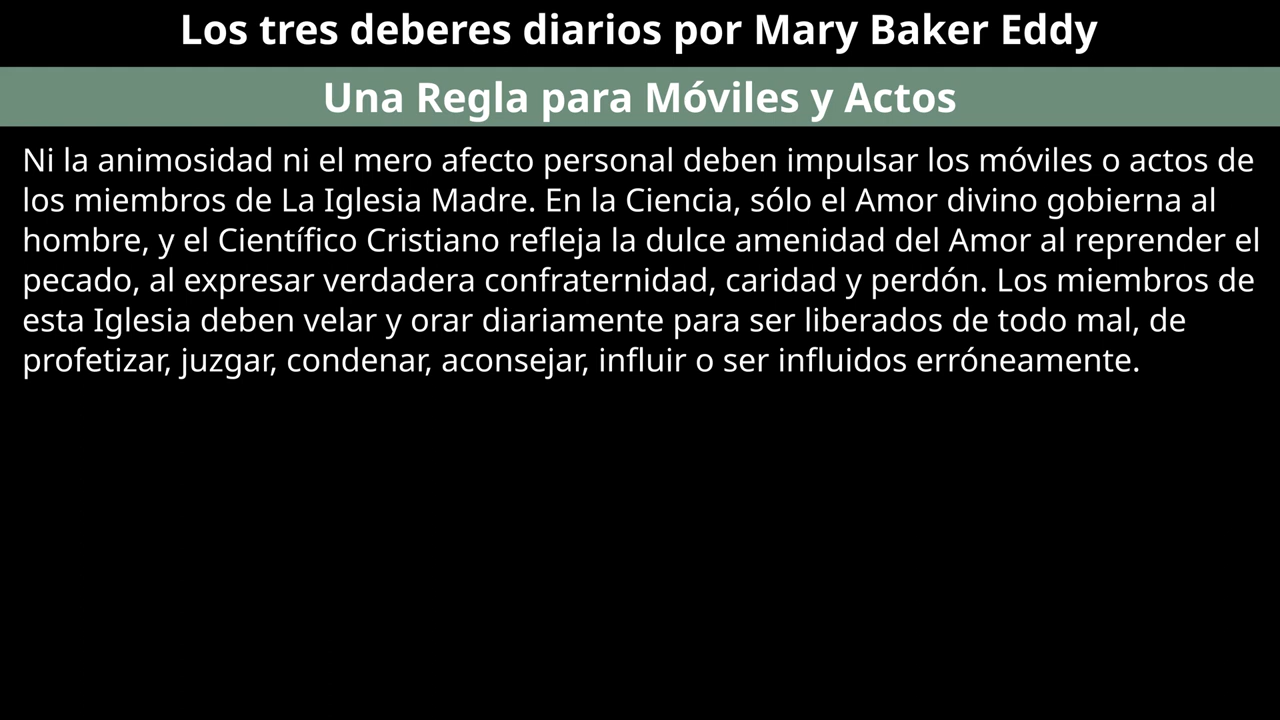 Los tres deberes diarios por Mary Baker Eddy
Una Regla para Móviles y Actos
Ni la animosidad ni el mero afecto personal deben impulsar los móviles o actos de
los miembros de La Iglesia Madre. En la Ciencia, sólo el Amor divino gobierna al
hombre, y el Científico Cristiano refleja la dulce amenidad del Amor al reprender el
pecado, al expresar verdadera confraternidad, caridad y perdón. Los miembros de
esta Iglesia deben velar y orar diariamente para ser liberados de todo mal, de
profetizar, juzgar, condenar, aconsejar, influir o ser influidos erróneamente.